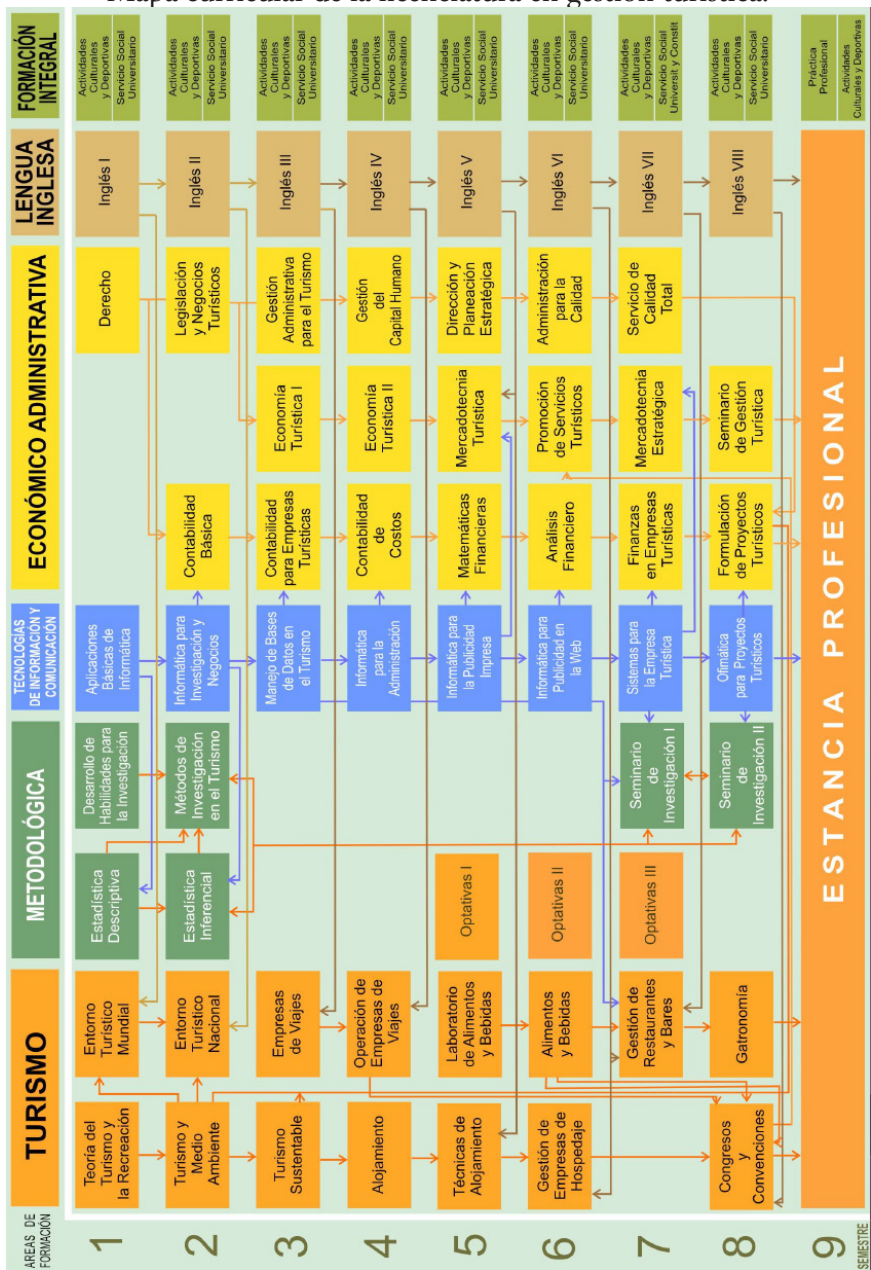 Mapa curricular de la licenciatura en gestión turística.
AREAS DE
FORMACIÓN
TURISMO
METODOLÓGICA
TECNOLOGÍAS
DE INFORMACION Y
COMUNICACIÓN
ECONÓMICO ADMINISTRATIVA
LENGUA
INGLESA
FORMACIÓN
INTEGRAL
1
Teoría del
Turismo y
la Recreación
Entorno
Turístico
Mundial
Estadística
Descriptiva
Desarrollo de
Habilidades para
la Investigación
Aplicaciones
Básicas de
Informática
Derecho
Inglés I
Actividades
Culturales
y Deportivas
Servicio Social
Universitario
2
Turismo y
Medio
Ambiente
Entorno
Turístico
Nacional
Estadística
Inferencial
Métodos de
Investigación
en el Turismo
Informática para
Investigación y
Negocios
Contabilidad
Básica
Legislación
y Negocios
Turísticos
Inglés II
Actividades
Culturales
y Deportivas
Servicio Social
Universitario
3
Turismo
Sustentable
Empresas
de Viajes
Manejo de Bases
de Datos en
el Turismo
Contabilidad
para Empresas
Turísticas
Economía
Turística I
Gestión
Administrativa
para el Turismo
Inglés III
Actividades
Culturales
y Deportivas
Servicio Social
Universitario
4
Alojamiento
Operación de
Empresas de
Viajes
Informática
para la
Administración
Contabilidad
de
Costos
Economía
Turística II
Gestión
del
Capital Humano
Inglés IV
Actividades
Culturales
y Deportivas
Servicio Social
Universitario
5
Técnicas de
Alojamiento
Laboratorio
de Alimentos
y Bebidas
Optativas I
Informática para
la Publicidad
Impresa
Matemáticas
Financieras
Mercadotecnia
Turística
Dirección y
Planeación
Estratégica
Inglés V
Actividades
Culturales
y Deportivas
Servicio Social
Universitario
6
Gestión de
Empresas de
Hospedaje
Alimentos
y Bebidas
Optativas II
Informática para
Publicidad en
la Web
Análisis
Financiero
Promoción
de Servicios
Turísticos
Administración
para la
Calidad
Inglés VI
Actividades
Culturales
y Deportivas
Servicio Social
Universitario
7
Gestión de
Restaurantes
y Bares
Optativas III
Seminario
de
Investigación I
Sistemas para
la Empresa
Turística
Finanzas
en Empresas
Turísticas
Mercadotecnia
Estratégica
Servicio de
Calidad
Total
Inglés VII
Actividades
Culturales
y Deportivas
Servicio Social
Universit y Constit
8
Congresos
y
Convenciones
Gatronomía
Seminario
de
Investigación II
Ofimática
para Proyectos
Turísticos
Formulación
de Proyectos
Turísticos
Seminario
de Gestión
Turística
Inglés VIII
Actividades
Culturales
y Deportivas
Servicio Social
Universitario
9
ESTANCIA PROFESIONAL
Práctica
Profesional
Actividades
Culturales y Deportivas
SEMESTRE